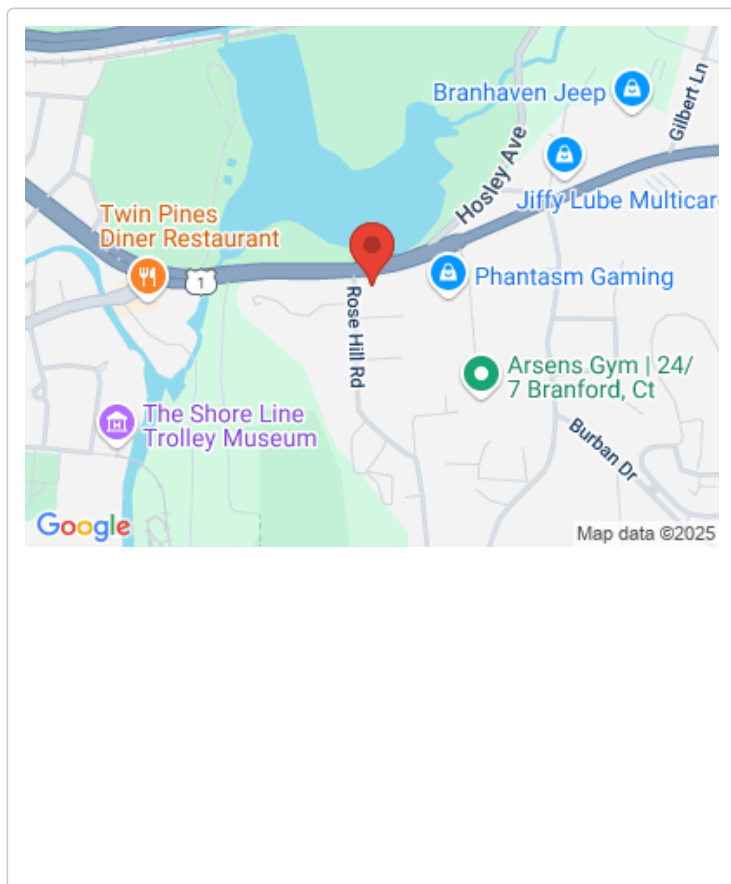 Branhaven Jeep
Gilbert Ln
Hosley Ave
Jiffy Lube Multicar
Twin Pines
Diner Restaurant
1
Phantasm Gaming
Rose Hill Rd
Arsens Gym | 24/
7 Branford, Ct
The Shore Line
Trolley Museum
Burban Dr
Google
Map data ©2025